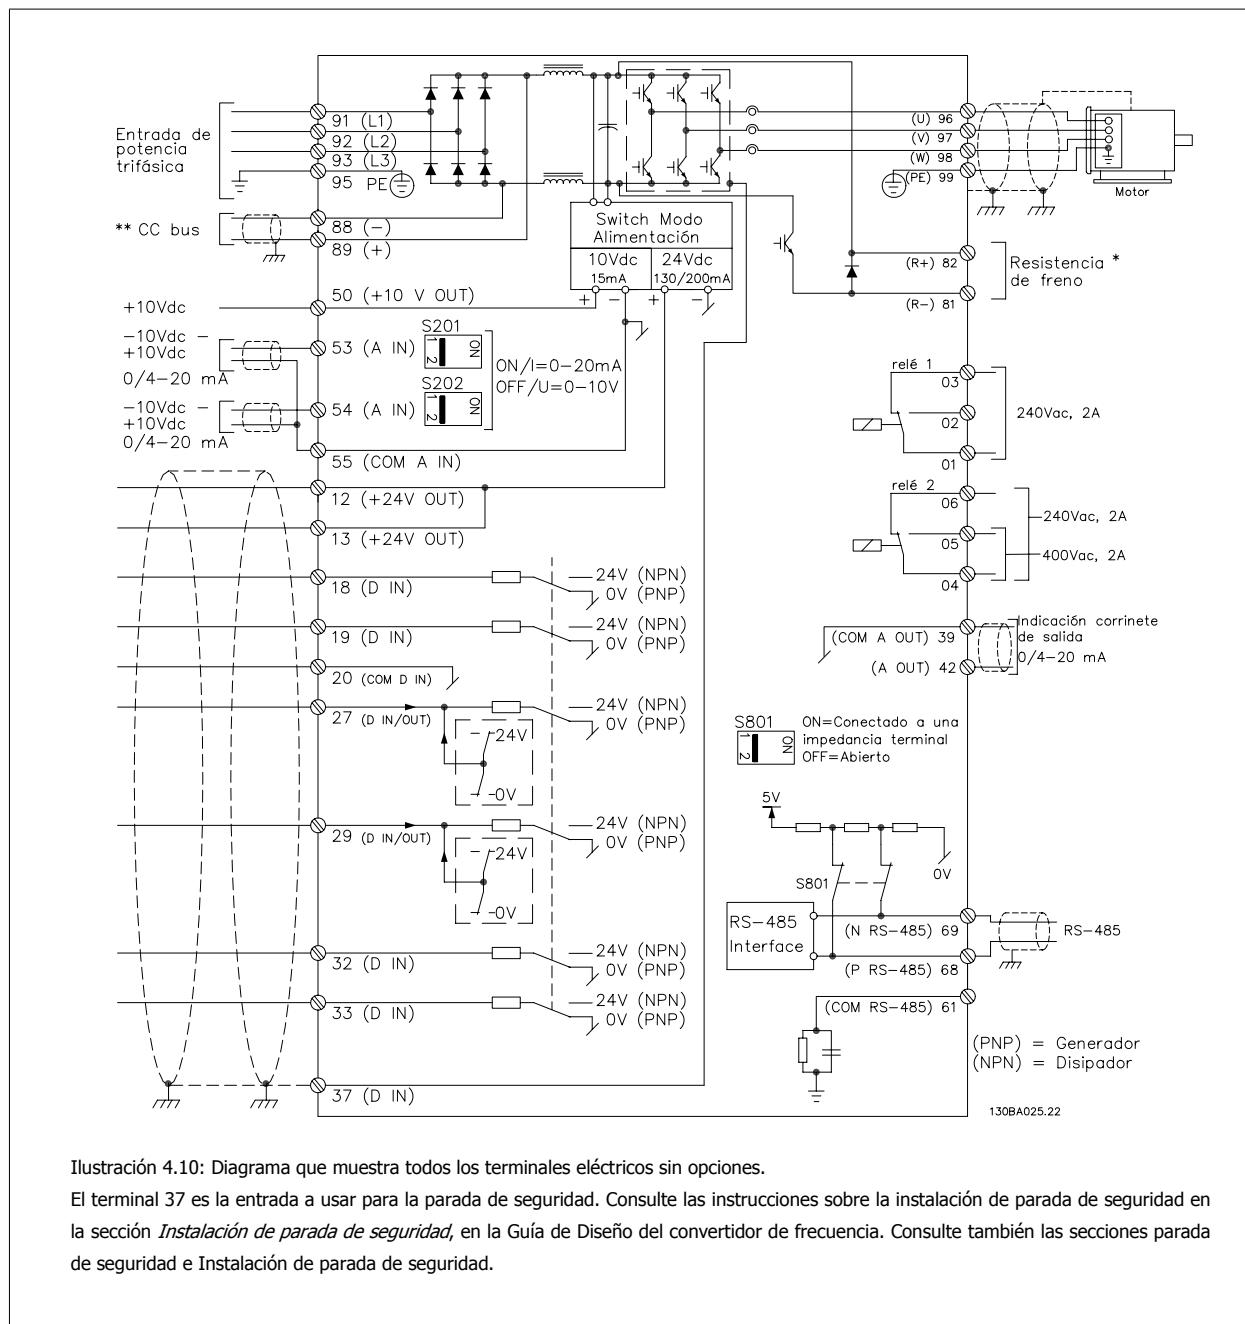 Entrada de
potencia
trifásica
91 (L1)
92 (L2)
93 (L3)
95 PE
** CC bus
88 (−)
89 (+)
+10Vdc
50 (+10 V OUT)
−10Vdc −
+10Vdc
0/4−20 mA
53 (A IN)
−10Vdc −
+10Vdc
0/4−20 mA
54 (A IN)
55 (COM A IN)
S201
1 2 ON
S202
1 2 ON
ON/I=0−20mA
OFF/U=0−10V
Switch Modo
Alimentación
10Vdc
15mA
24Vdc
130/200mA
+ − + −
12 (+24V OUT)
13 (+24V OUT)
18 (D IN)
24V (NPN)
0V (PNP)
19 (D IN)
24V (NPN)
0V (PNP)
20 (COM D IN)
27 (D IN/OUT)
24V (NPN)
0V (PNP)
24V
0V
29 (D IN/OUT)
24V (NPN)
0V (PNP)
24V
0V
32 (D IN)
24V (NPN)
0V (PNP)
33 (D IN)
24V (NPN)
0V (PNP)
37 (D IN)
(U) 96
(V) 97
(W) 98
(PE) 99
Motor
(R+) 82
(R−) 81
Resistencia *
de freno
relé 1
03
02
01
240Vac, 2A
relé 2
06
05
04
240Vac, 2A
400Vac, 2A
(COM A OUT) 39
(A OUT) 42
Indicación corrinete
de salida
0/4−20 mA
S801
1 2 ON
ON=Conectado a una
impedancia terminal
OFF=Abierto
5V
0V
S801
RS−485
Interface
(N RS−485) 69
(P RS−485) 68
RS−485
(COM RS−485) 61
(PNP) = Generador
(NPN) = Disipador
130BA025.22
Ilustración 4.10: Diagrama que muestra todos los terminales eléctricos sin opciones.
El terminal 37 es la entrada a usar para la parada de seguridad. Consulte las instrucciones sobre la instalación de parada de seguridad en
la sección Instalación de parada de seguridad, en la Guía de Diseño del convertidor de frecuencia. Consulte también las secciones parada
de seguridad e Instalación de parada de seguridad.